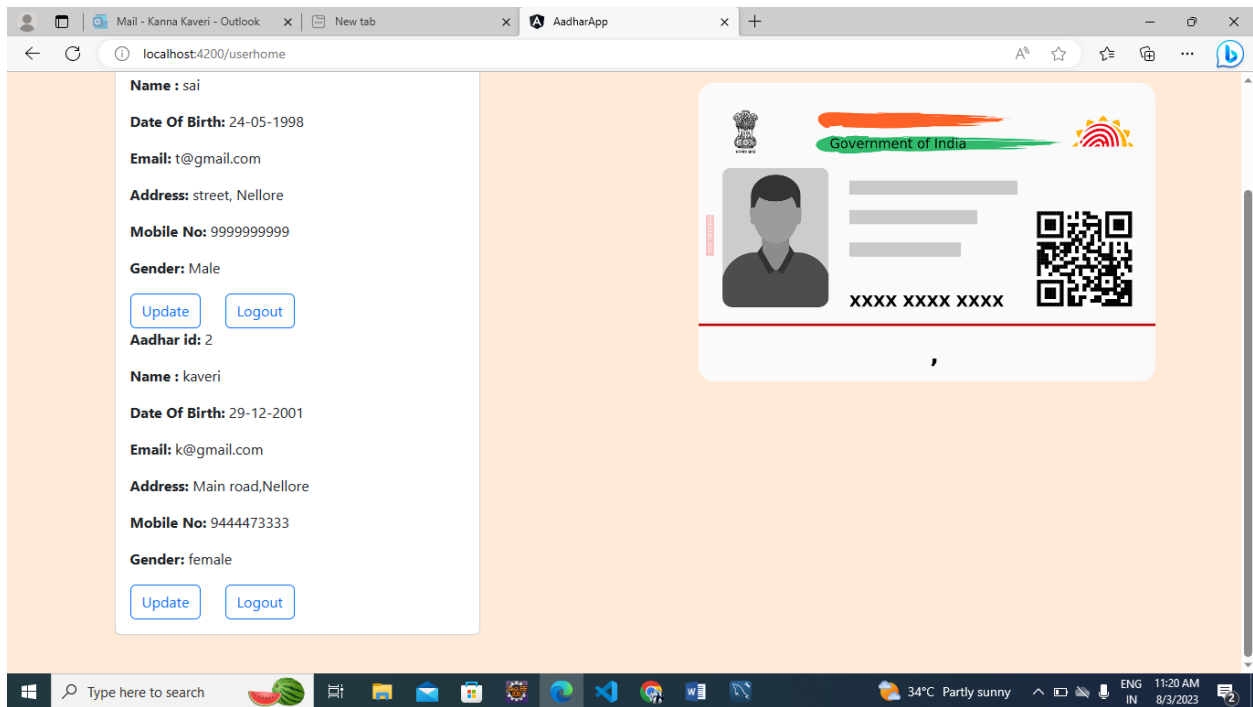 Mail - Kanna Kaveri - Outlook
New tab
AadharApp
localhost:4200/userhome
Name : sai
Date Of Birth: 24-05-1998
Email: t@gmail.com
Address: street, Nellore
Mobile No: 9999999999
Gender: Male
Update Logout
Aadhar id: 2
Name : kaveri
Date Of Birth: 29-12-2001
Email: k@gmail.com
Address: Main road,Nellore
Mobile No: 9444473333
Gender: female
Update Logout
Government of India
XXXX XXXX XXXX
,
Type here to search
34°C Partly sunny
ENG
IN
11:20 AM
8/3/2023
2